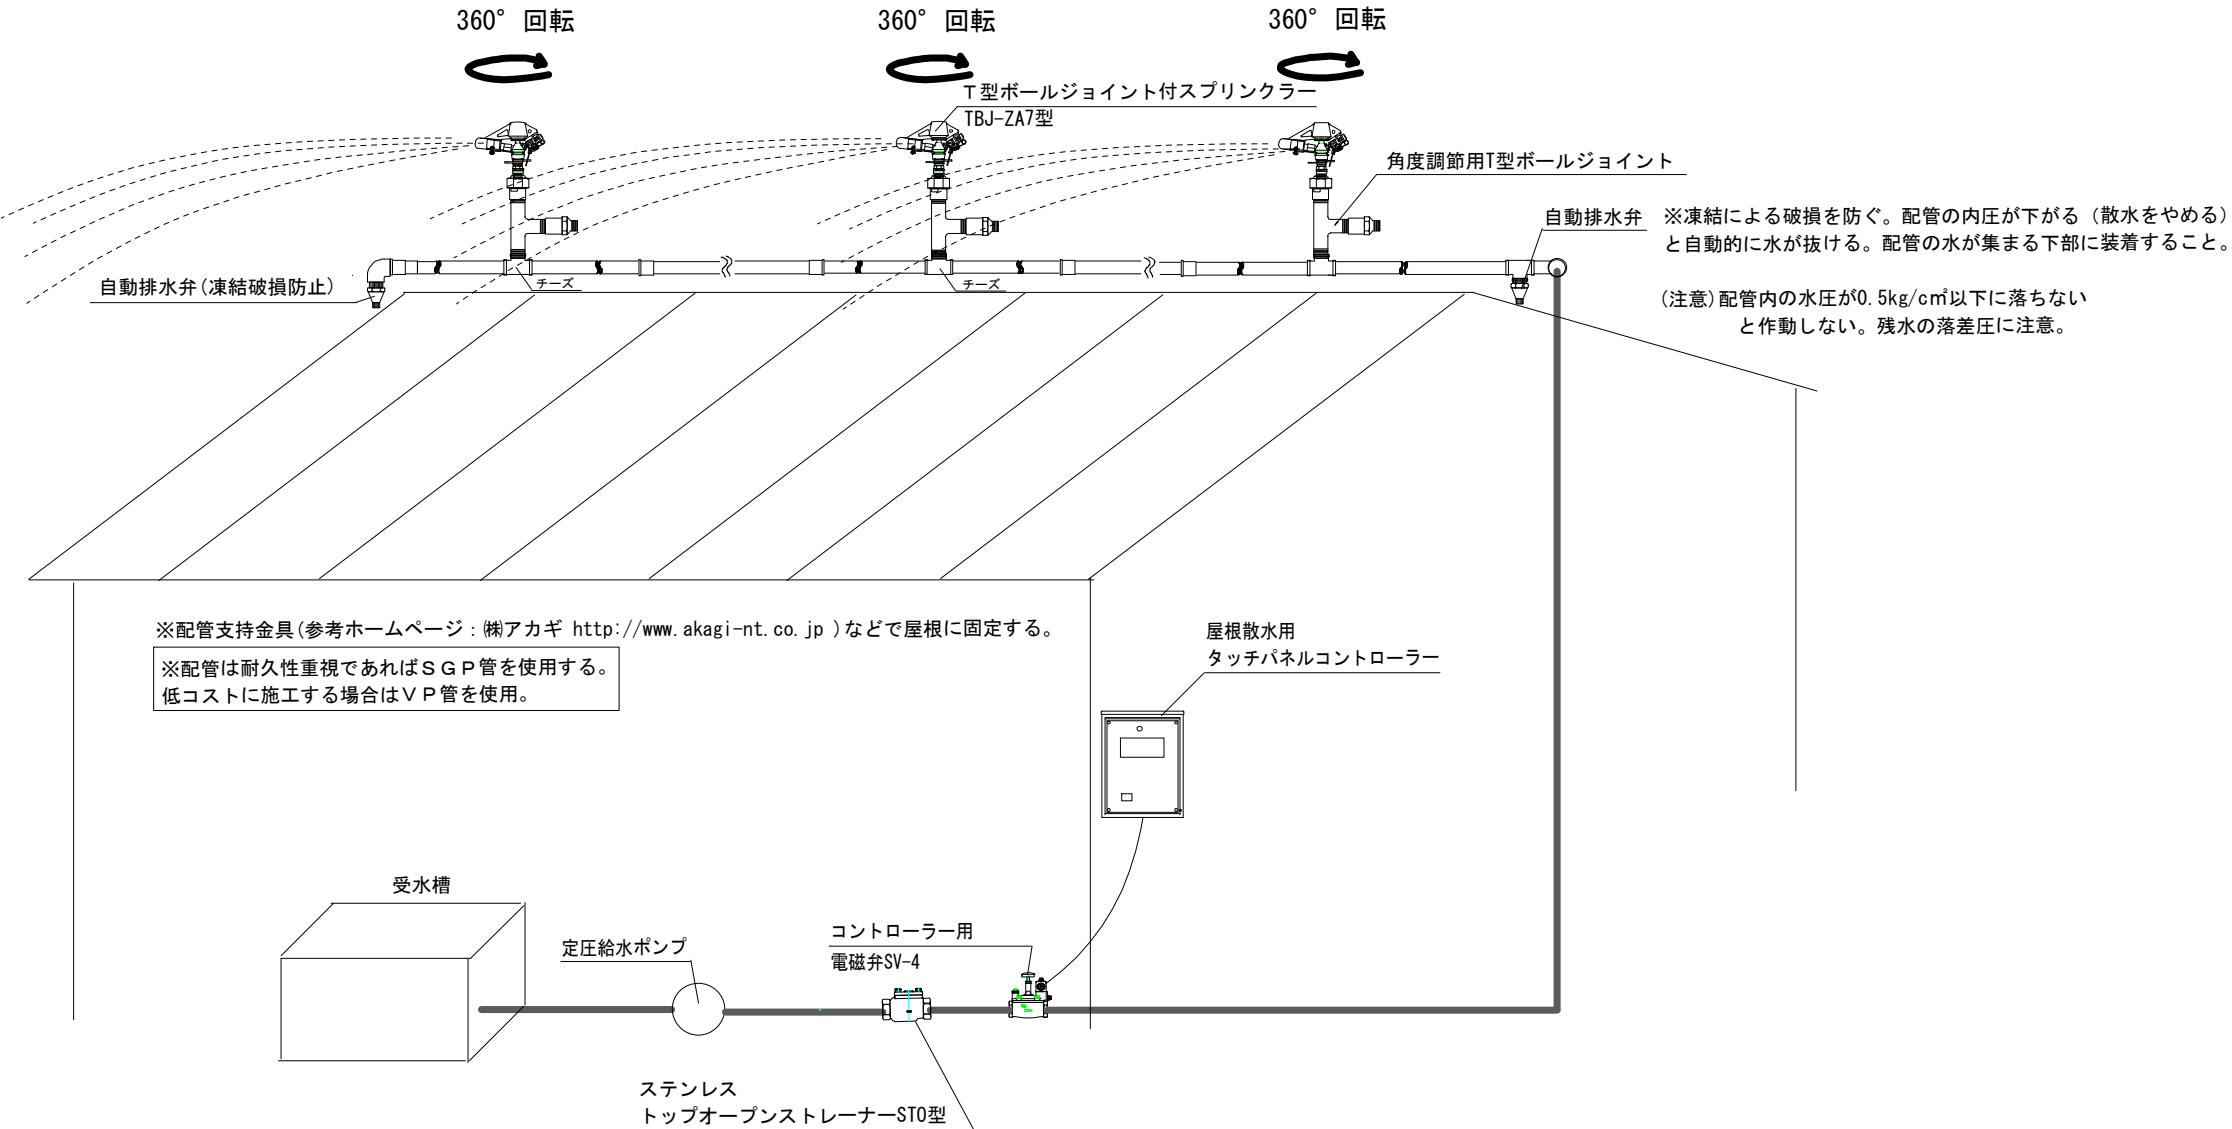 360° 回転
360° 回転
360° 回転
T型ボールジョイント付スプリンクラー
TBJ-ZA7型
角度調節用T型ボールジョイント
自動排水弁
※凍結による破損を防ぐ。配管の内圧が下がる（散水をやめる）
と自動的に水が抜ける。配管の水が集まる下部に装着すること。
自動排水弁(凍結破損防止)
チーズ
チーズ
(注意)配管内の水圧が0.5kg/c㎡以下に落ちない
と作動しない。残水の落差圧に注意。
※配管支持金具(参考ホームページ：㈱アカギ http://www.akagi-nt.co.jp )などで屋根に固定する。
※配管は耐久性重視であればＳＧＰ管を使用する。
低コストに施工する場合はＶＰ管を使用。
屋根散水用
タッチパネルコントローラー
受水槽
定圧給水ポンプ
コントローラー用
電磁弁SV-4
ステンレス
トップオープンストレーナーSTO型